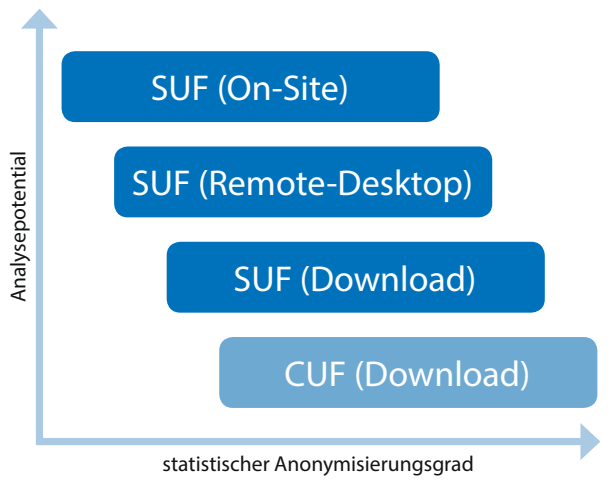 SUF (On-Site)
SUF (Remote-Desktop)
SUF (Download)
CUF (Download)
Analysepotential
statistischer Anonymisierungsgrad